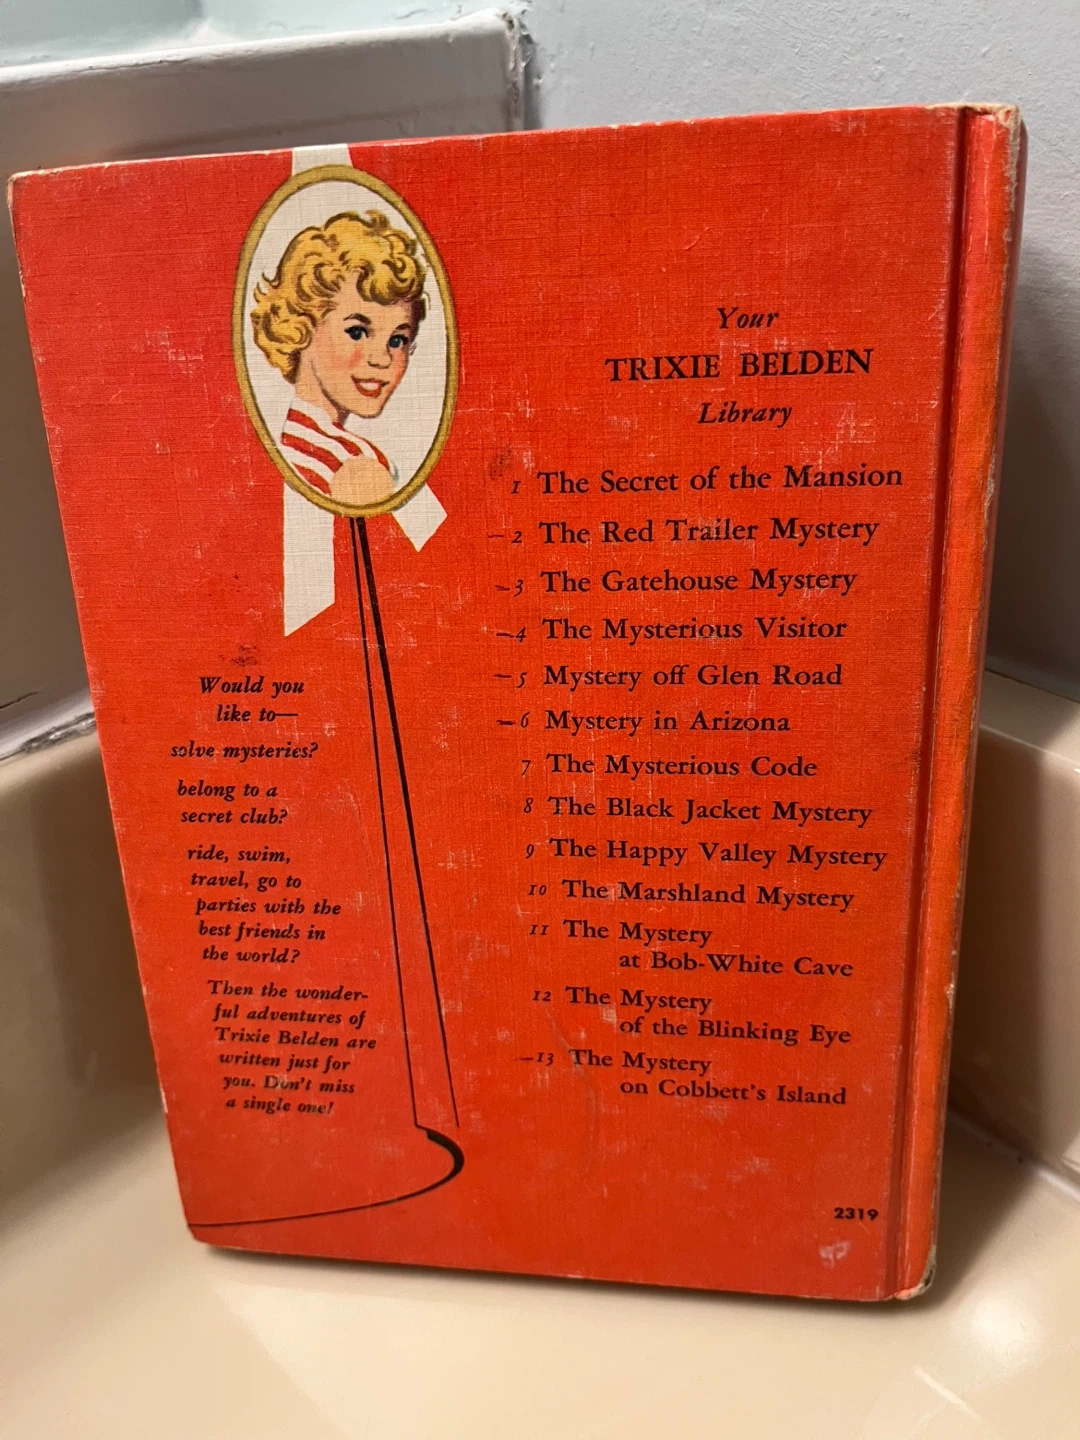 Would you
like to—
solve mysteries?
belong to a
secret club?
ride, swim,
travel, go to
parties with the
best friends in
the world?
Then the wonder-
ful adventures of
Trixie Belden are
written just for
you. Don't miss
a single one!
Your
TRIXIE BELDEN
Library
1 The Secret of the Mansion
– 2 The Red Trailer Mystery
– 3 The Gatehouse Mystery
– 4 The Mysterious Visitor
– 5 Mystery off Glen Road
– 6 Mystery in Arizona
7 The Mysterious Code
8 The Black Jacket Mystery
9 The Happy Valley Mystery
10 The Marshland Mystery
11 The Mystery
at Bob-White Cave
12 The Mystery
of the Blinking Eye
– 13 The Mystery
on Cobbett's Island
2319